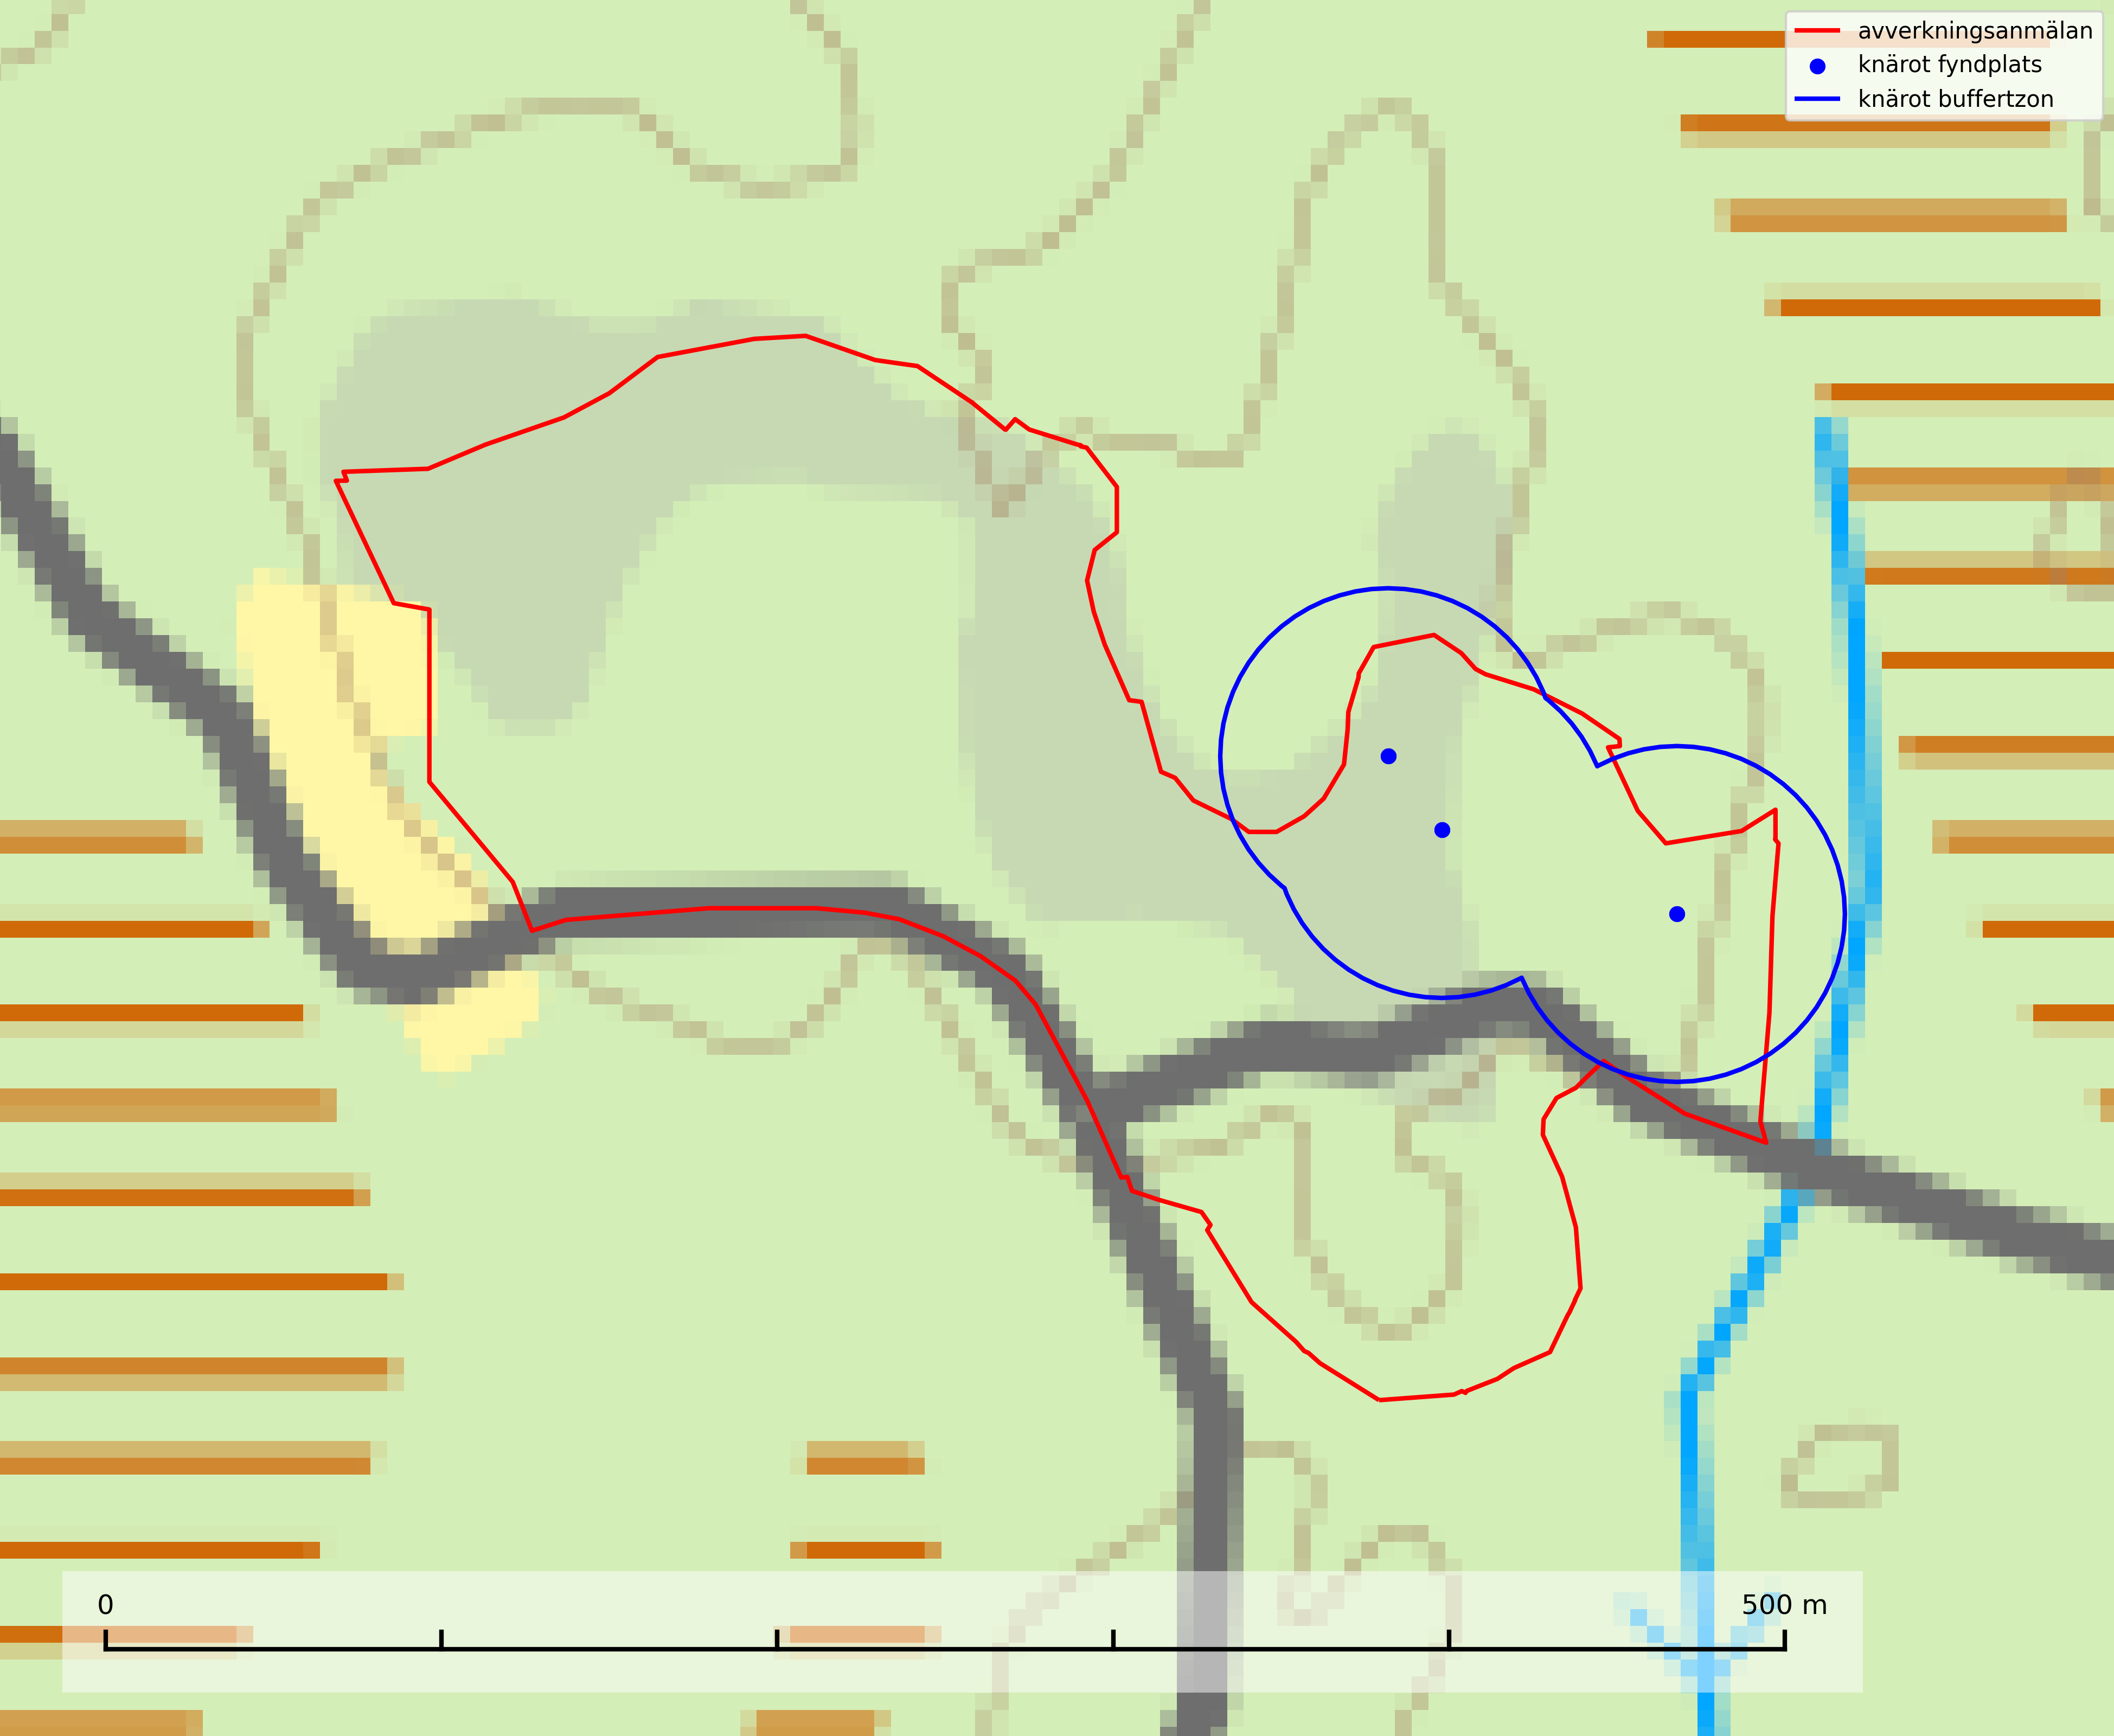 avverkningsanmälan
knärot fyndplats
knärot buffertzon
0
500 m